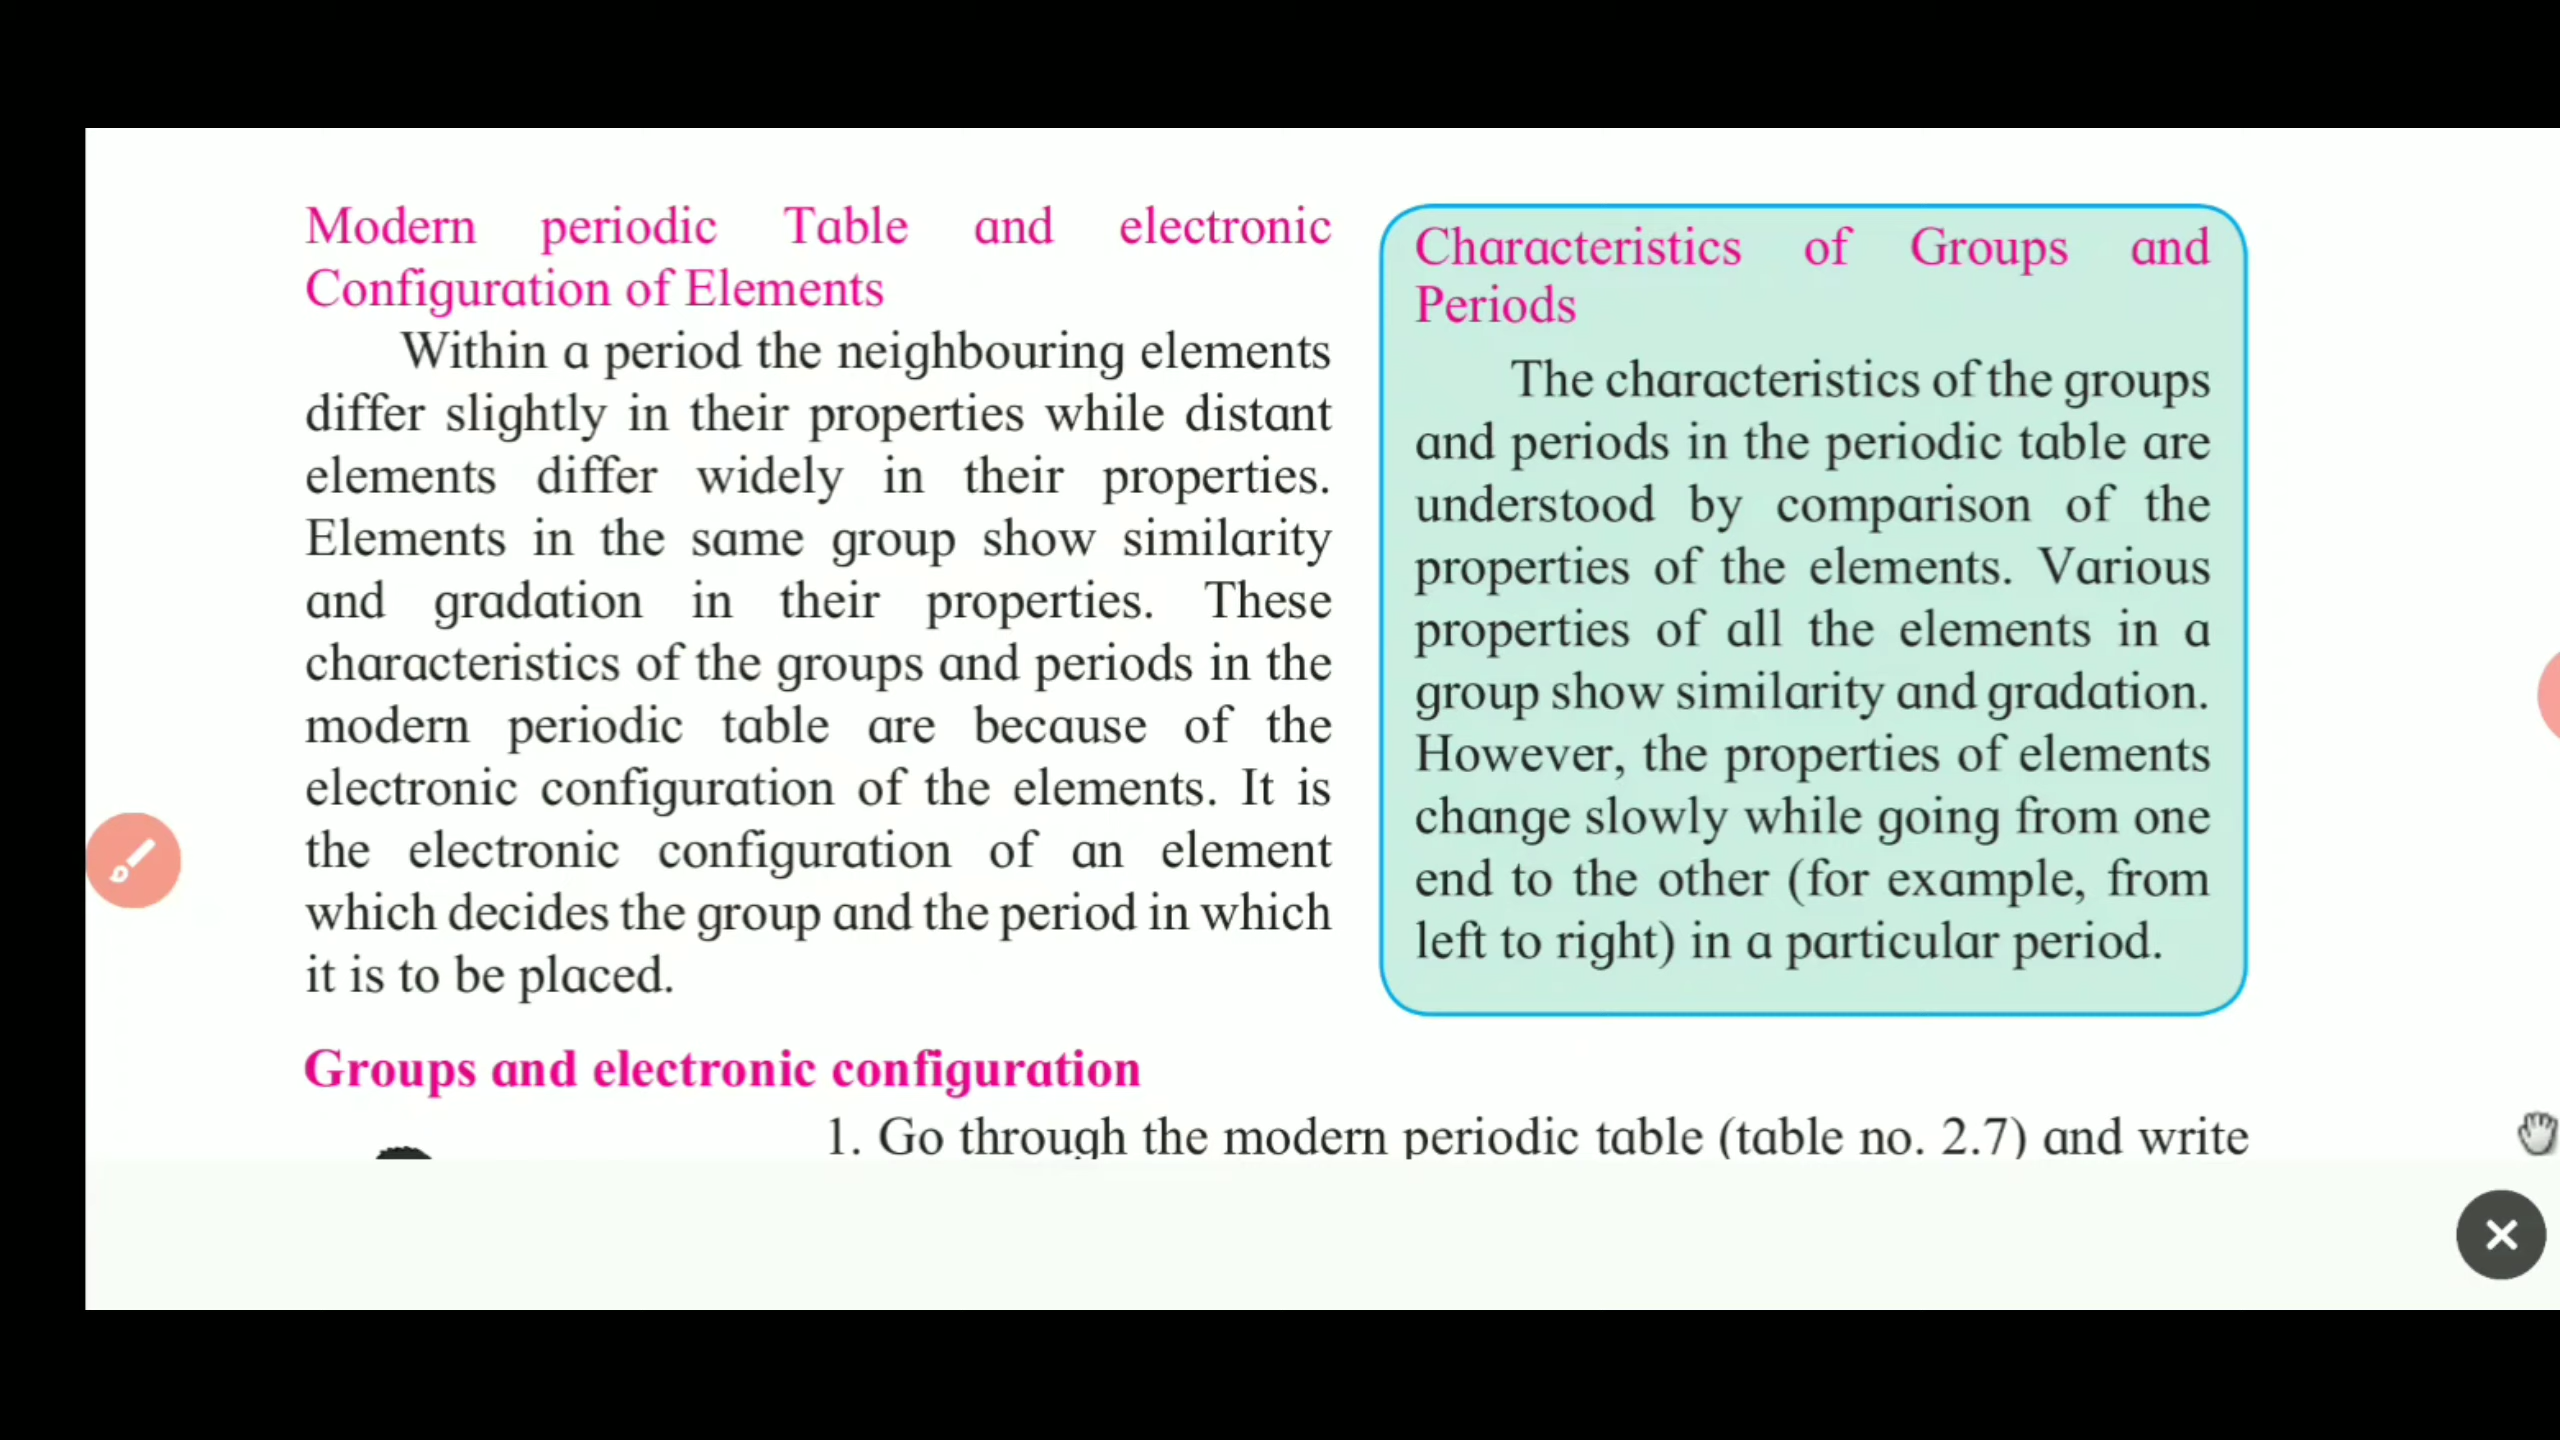 Modern periodic Table and electronic
Configuration of Elements
Within a period the neighbouring elements
differ slightly in their properties while distant
elements differ widely in their properties.
Elements in the same group show similarity
and gradation in their properties. These
characteristics of the groups and periods in the
modern periodic table are because of the
electronic configuration of the elements. It is
the electronic configuration of an element
which decides the group and the period in which
it is to be placed.
Characteristics of Groups and
Periods
The characteristics of the groups
and periods in the periodic table are
understood by comparison of the
properties of the elements. Various
properties of all the elements in a
group show similarity and gradation.
However, the properties of elements
change slowly while going from one
end to the other (for example, from
left to right) in a particular period.
Groups and electronic configuration
1. Go through the modern periodic table (table no. 2.7) and write